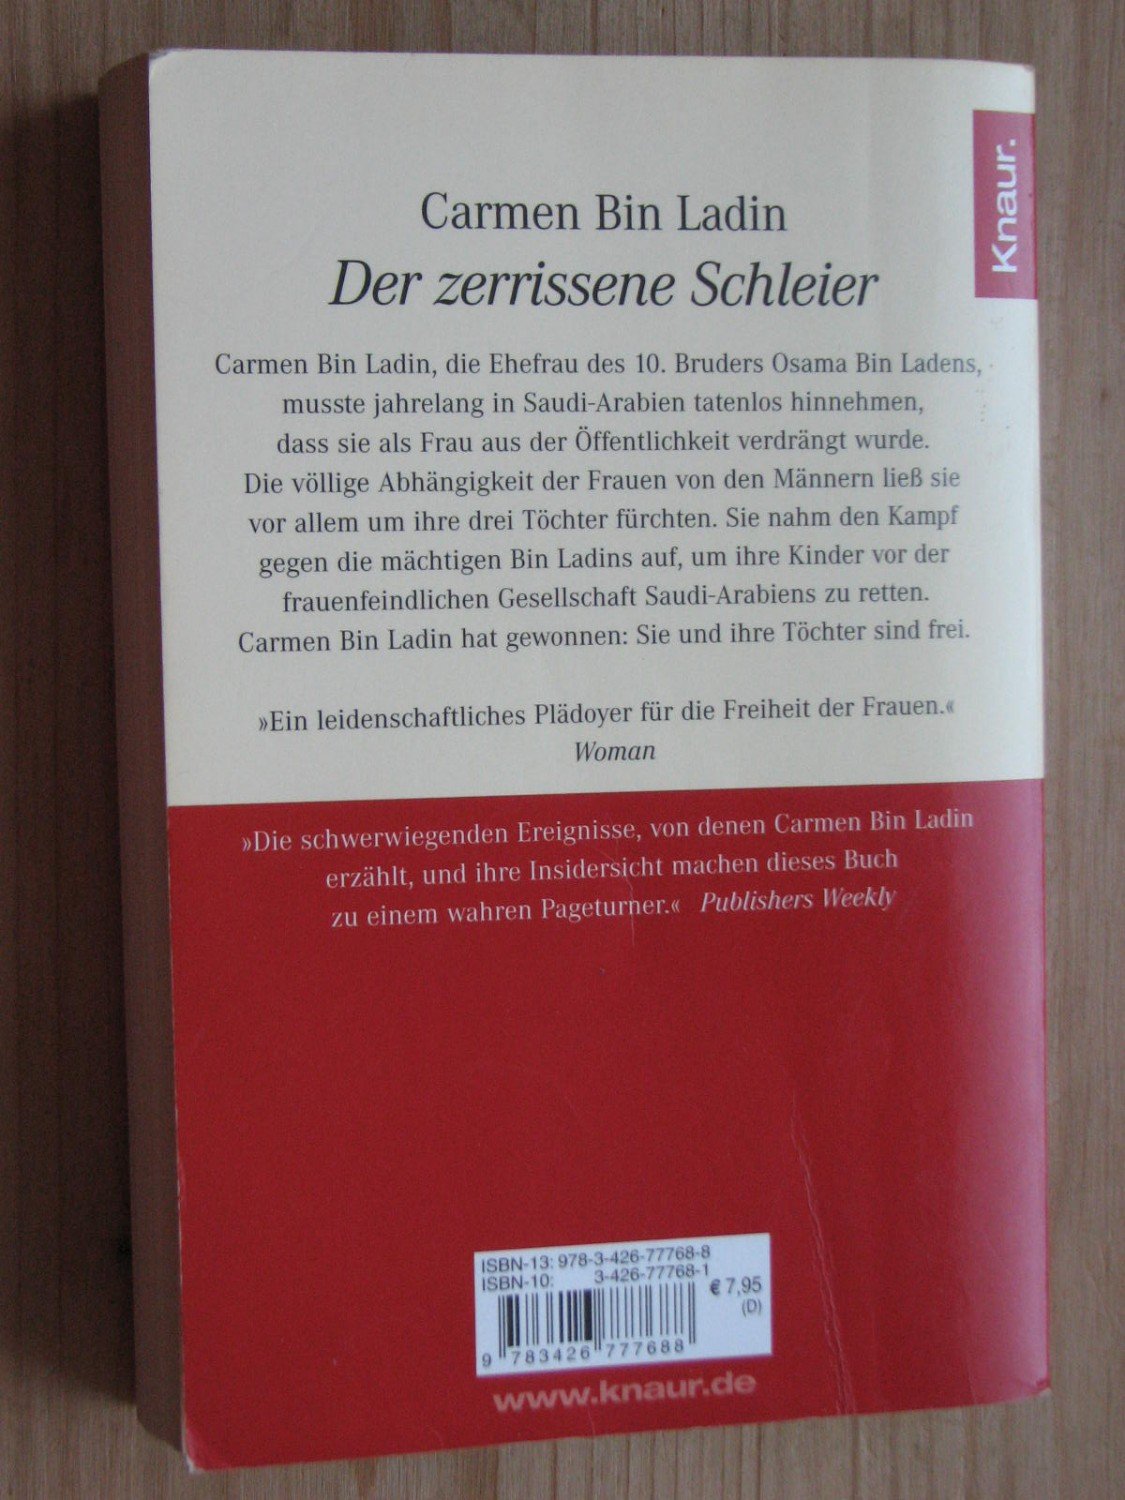 Knaur.
Carmen Bin Ladin
Der zerrissene Schleier
Carmen Bin Ladin, die Ehefrau des 10. Bruders Osama Bin Ladens,
musste jahrelang in Saudi-Arabien tatenlos hinnehmen,
dass sie als Frau aus der Öffentlichkeit verdrängt wurde.
Die völlige Abhängigkeit der Frauen von den Männern ließ sie
vor allem um ihre drei Töchter fürchten. Sie nahm den Kampf
gegen die mächtigen Bin Ladins auf, um ihre Kinder vor der
frauenfeindlichen Gesellschaft Saudi-Arabiens zu retten.
Carmen Bin Ladin hat gewonnen: Sie und ihre Töchter sind frei.
»Ein leidenschaftliches Plädoyer für die Freiheit der Frauen.«
Woman
»Die schwerwiegenden Ereignisse, von denen Carmen Bin Ladin
erzählt, und ihre Insidersicht machen dieses Buch
zu einem wahren Pageturner.« Publishers Weekly
ISBN-13: 978-3-426-77768-8
ISBN-10: 3-426-77768-1
€ 7,95
(D)
9 783426 777688
www.knaur.de